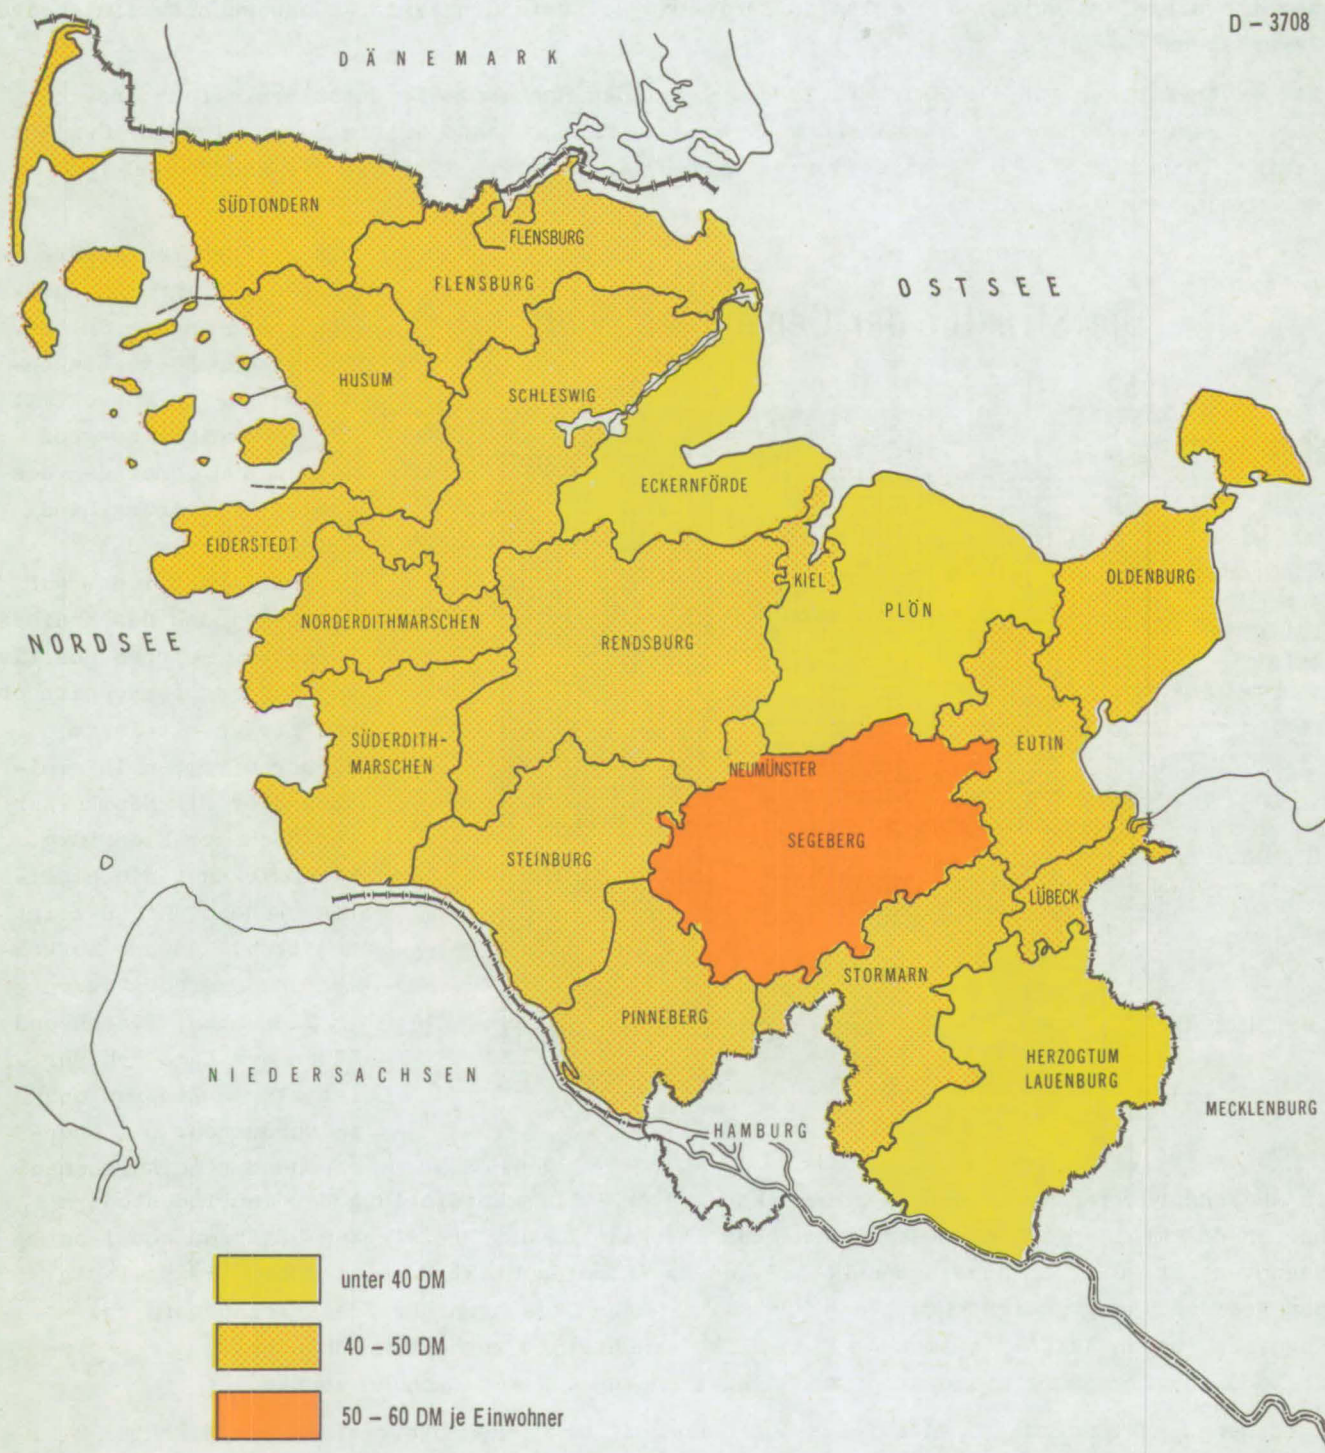 D – 3708
DÄNEMARK
SÜDTONDERN
FLENSBURG
FLENSBURG
OSTSEE
HUSUM
SCHLESWIG
ECKERNFÖRDE
EIDERSTEDT
KIEL
OLDENBURG
PLÖN
NORDERDITHMARSCHEN
NORDSEE
RENDSBURG
SÜDERDITH-
MARSCHEN
EUTIN
NEUMÜNSTER
SEGEBERG
STEINBURG
LÜBECK
STORMARN
PINNEBERG
HERZOGTUM
LAUENBURG
NIEDERSACHSEN
MECKLENBURG
HAMBURG
unter 40 DM
40 – 50 DM
50 – 60 DM je Einwohner